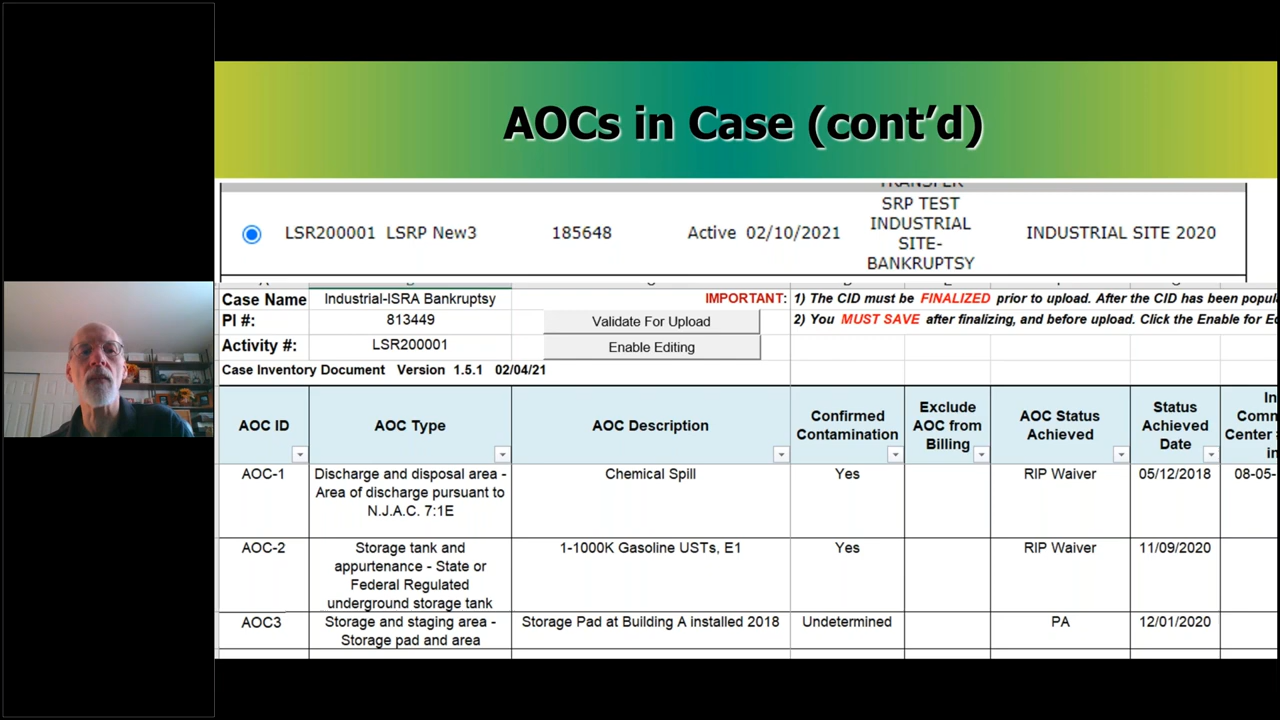 AOCs in Case (cont’d)
TRANSFER
LSR200001 LSRP New3 185648 Active 02/10/2021 SRP TEST INDUSTRIAL SITE-BANKRUPTSY INDUSTRIAL SITE 2020
Case Name Industrial-ISRA Bankruptsy IMPORTANT: 1) The CID must be FINALIZED prior to upload. After the CID has been
PI #: 813449 Validate For Upload 2) You MUST SAVE after finalizing, and before upload. Click the Enable for
Activity #: LSR200001 Enable Editing
Case Inventory Document Version 1.5.1 02/04/21
AOC ID
AOC Type
AOC Description
Confirmed
Contamination
Exclude
AOC from
Billing
AOC Status
Achieved
Status
Achieved
Date
Center
AOC-1
Discharge and disposal area -
Area of discharge pursuant to
N.J.A.C. 7:1E
Chemical Spill
Yes
RIP Waiver
05/12/2018
08-05-
AOC-2
Storage tank and
appurtenance - State or
Federal Regulated
underground storage tank
1-1000K Gasoline USTs, E1
Yes
RIP Waiver
11/09/2020
AOC3
Storage and staging area -
Storage pad and area
Storage Pad at Building A installed 2018
Undetermined
PA
12/01/2020